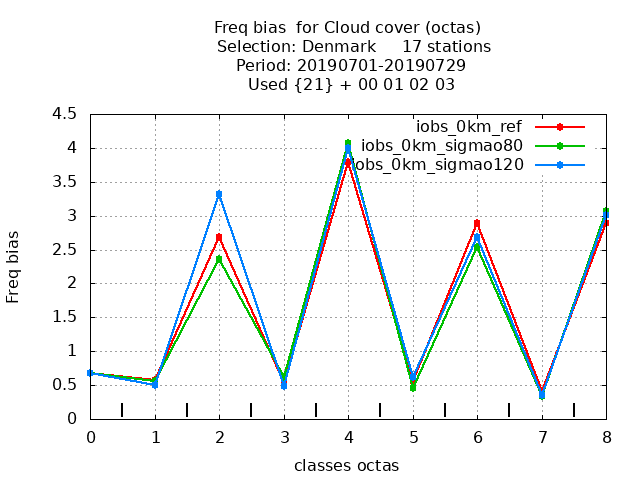 Freq bias  for Cloud cover (octas)
Selection: Denmark     17 stations
Period: 20190701-20190729
Used {21} + 00 01 02 03
4.5
4
3.5
3
2.5
2
1.5
1
0.5
0
Freq bias
iobs_0km_ref
iobs_0km_sigmao80
iobs_0km_sigmao120
0 1 2 3 4 5 6 7 8
classes octas